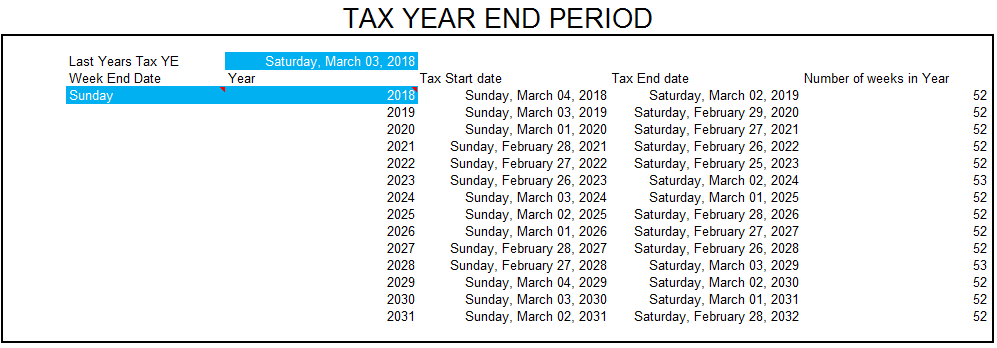 TAX YEAR END PERIOD
Last Years Tax YE Saturday, March 03, 2018
Week End Date Year Tax Start date Tax End date Number of weeks in Year
Sunday 2018 Sunday, March 04, 2018 Saturday, March 02, 2019 52
2019 Sunday, March 03, 2019 Saturday, February 29, 2020 52
2020 Sunday, March 01, 2020 Saturday, February 27, 2021 52
2021 Sunday, February 28, 2021 Saturday, February 26, 2022 52
2022 Sunday, February 27, 2022 Saturday, February 25, 2023 52
2023 Sunday, February 26, 2023 Saturday, March 02, 2024 53
2024 Sunday, March 03, 2024 Saturday, March 01, 2025 52
2025 Sunday, March 02, 2025 Saturday, February 28, 2026 52
2026 Sunday, March 01, 2026 Saturday, February 27, 2027 52
2027 Sunday, February 28, 2027 Saturday, February 26, 2028 52
2028 Sunday, February 27, 2028 Saturday, March 03, 2029 53
2029 Sunday, March 04, 2029 Saturday, March 02, 2030 52
2030 Sunday, March 03, 2030 Saturday, March 01, 2031 52
2031 Sunday, March 02, 2031 Saturday, February 28, 2032 52